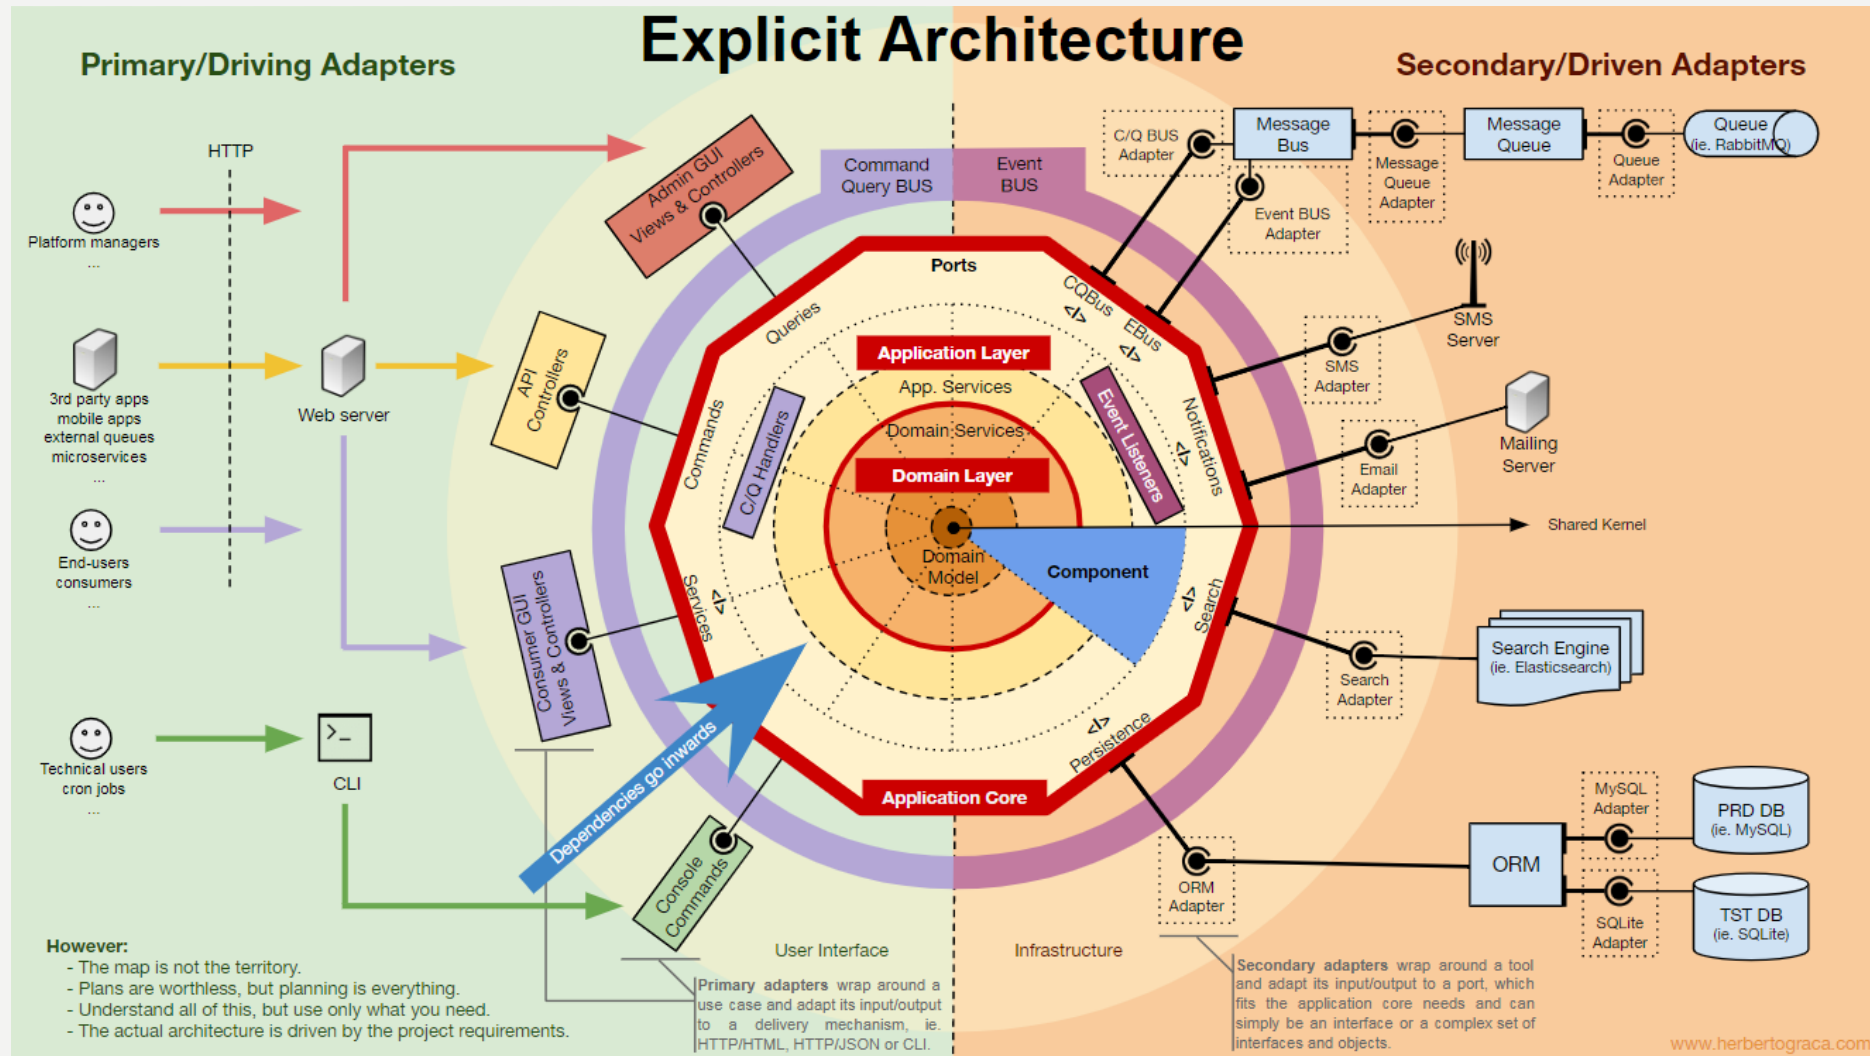 Explicit Architecture
Primary/Driving Adapters
Secondary/Driven Adapters
HTTP
Platform managers
...
3rd party apps
mobile apps
external queues
microservices
...
End-users
consumers
...
Technical users
cron jobs
...
Web server
CLI
>_
Admin GUI
Views & Controllers
API
Controllers
Consumer GUI
Views & Controllers
Console
Commands
Command
Query BUS
Event
BUS
Ports
Queries
Commands
Services
</>
CQBus
</>
EBus
</>
Notifications
</>
Search
</>
Persistence
</>
Application Layer
App. Services
Domain Services
Domain Layer
Domain
Model
C/Q Handlers
Event Listeners
Component
Application Core
Dependencies go inwards
Shared Kernel
C/Q BUS
Adapter
Message
Bus
Event BUS
Adapter
Message
Queue
Adapter
Message
Queue
Queue
Adapter
Queue
(ie. RabbitMQ)
SMS
Adapter
SMS
Server
Email
Adapter
Mailing
Server
Search
Adapter
Search Engine
(ie. Elasticsearch)
ORM
Adapter
ORM
MySQL
Adapter
PRD DB
(ie. MySQL)
SQLite
Adapter
TST DB
(ie. SQLite)
User Interface
Infrastructure
However:
- The map is not the territory.
- Plans are worthless, but planning is everything.
- Understand all of this, but use only what you need.
- The actual architecture is driven by the project requirements.
Primary adapters wrap around a
use case and adapt its input/output
to a delivery mechanism, ie.
HTTP/HTML, HTTP/JSON or CLI.
Secondary adapters wrap around a tool
and adapt its input/output to a port, which
fits the application core needs and can
simply be an interface or a complex set of
interfaces and objects.
www.herbertograca.com